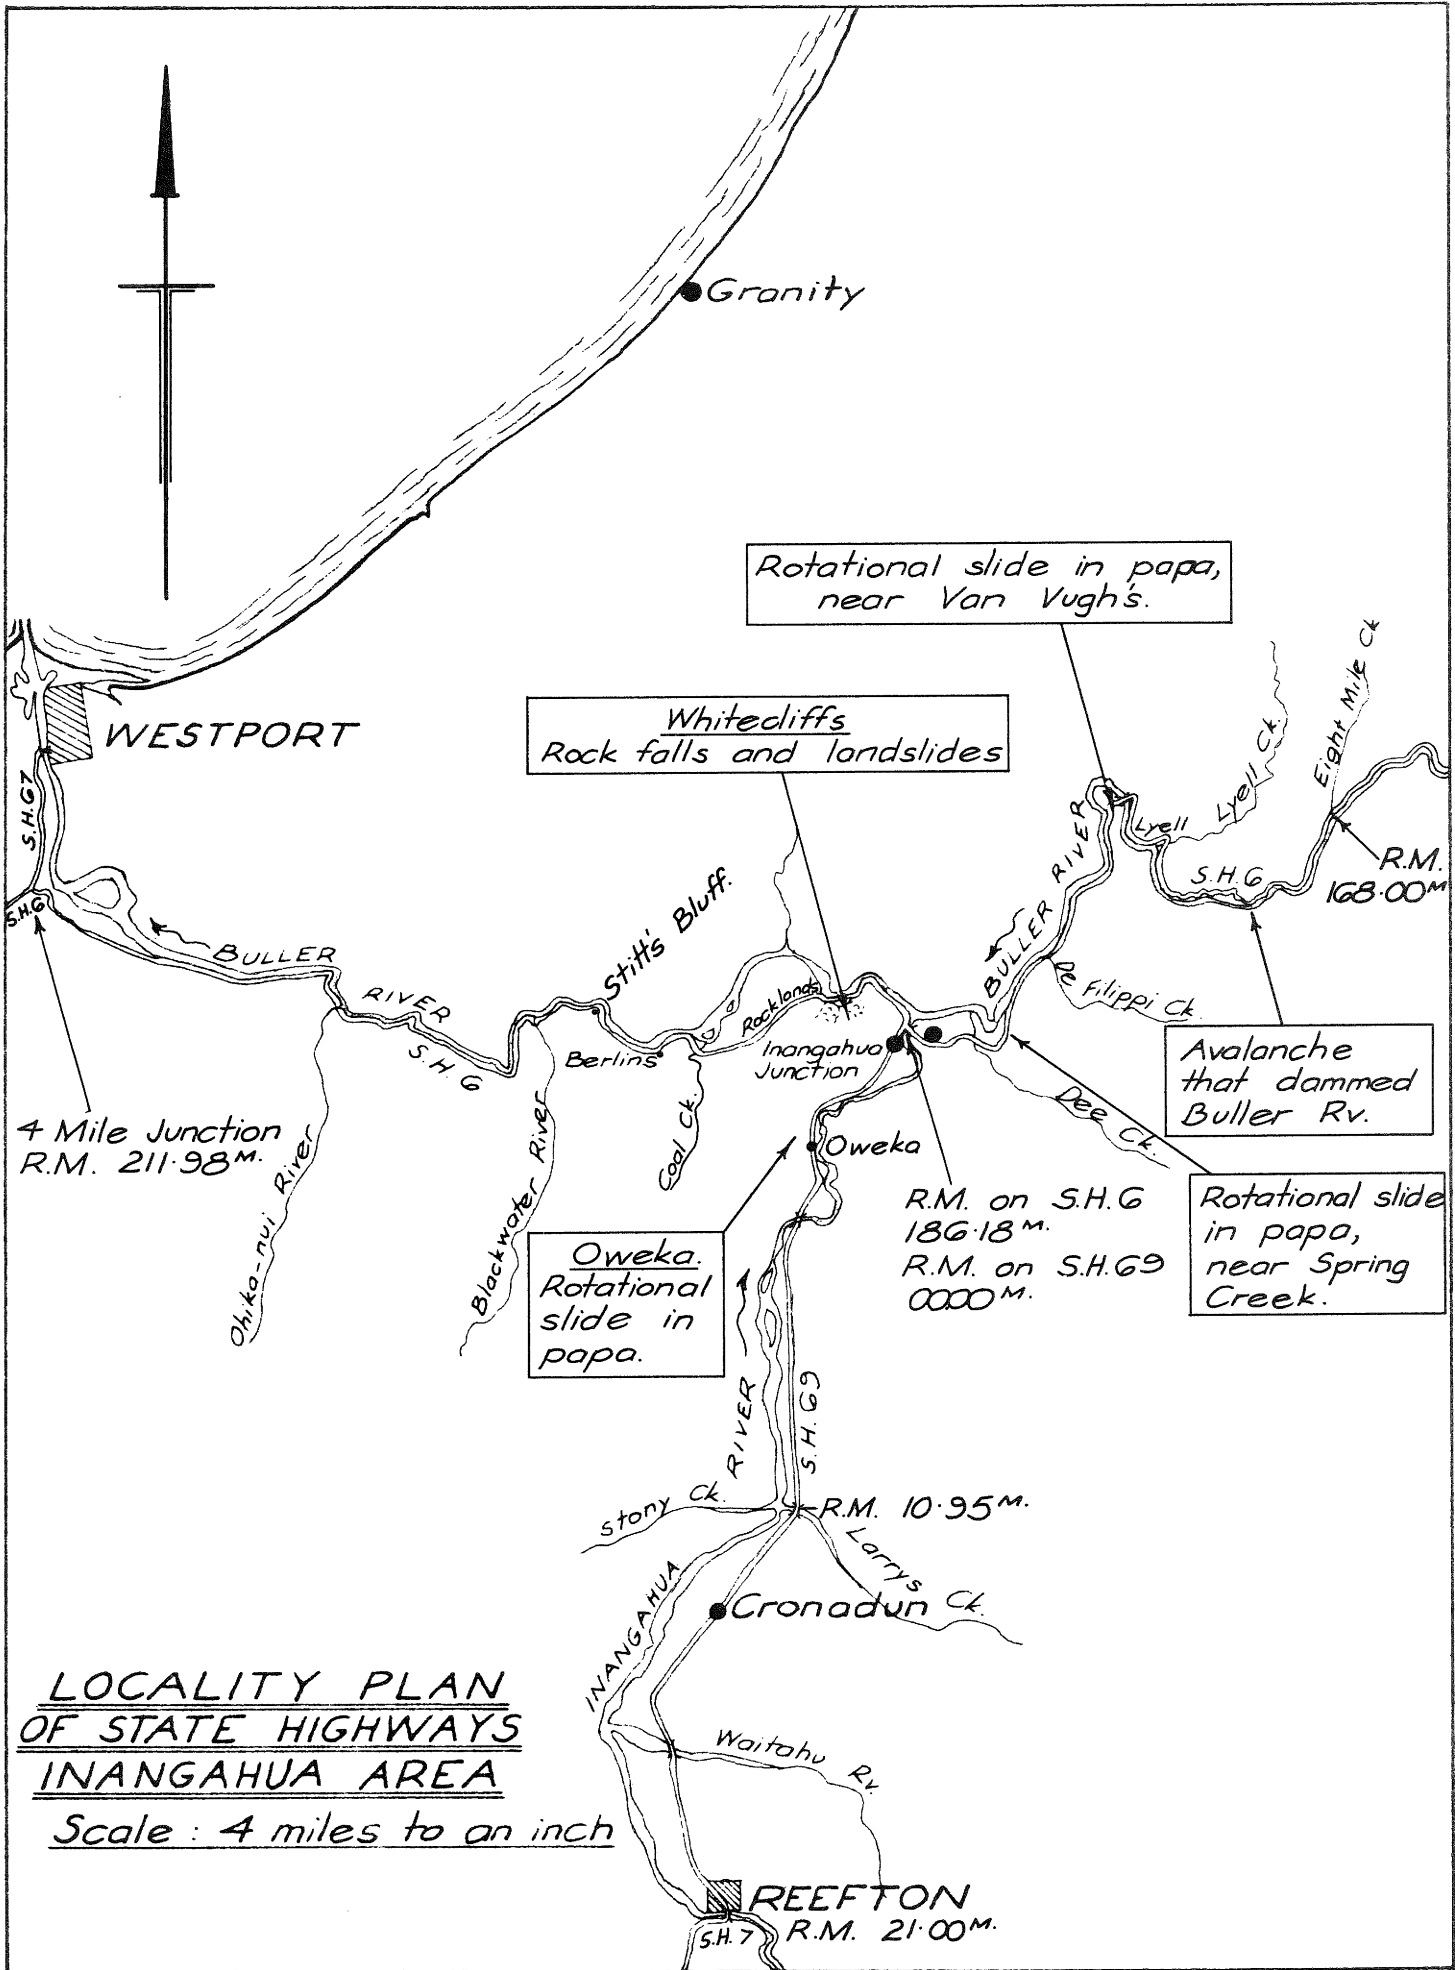 Granity
Rotational slide in papa,
near Van Vugh's.
WESTPORT
Whitecliffs
Rock falls and landslides
Eight Mile Ck
Lyell Ck.
Lyell
S.H.67
S.H.6
R.M.
168·00M
BULLER RIVER
Stitt's Bluff.
S.H.6
BULLER
RIVER
S.H.6
Rocklands
De Filippi Ck.
Berlins
Inangahua
Junction
Avalanche
that dammed
Buller Rv.
4 Mile Junction
R.M. 211·98M.
Ohika-nui River
Blackwater River
Coal Ck.
Dee Ck.
Oweka
R.M. on S.H.6
186·18M.
R.M. on S.H.69
00.00M.
Rotational slide
in papa,
near Spring
Creek.
Oweka.
Rotational
slide in
papa.
RIVER
S.H.69
Stony Ck.
R.M. 10·95M.
Larrys Ck.
INANGAHUA
Cronadun
LOCALITY PLAN
OF STATE HIGHWAYS
INANGAHUA AREA
Scale : 4 miles to an inch
Waitahu Rv.
REEFTON
R.M. 21·00M.
S.H.7